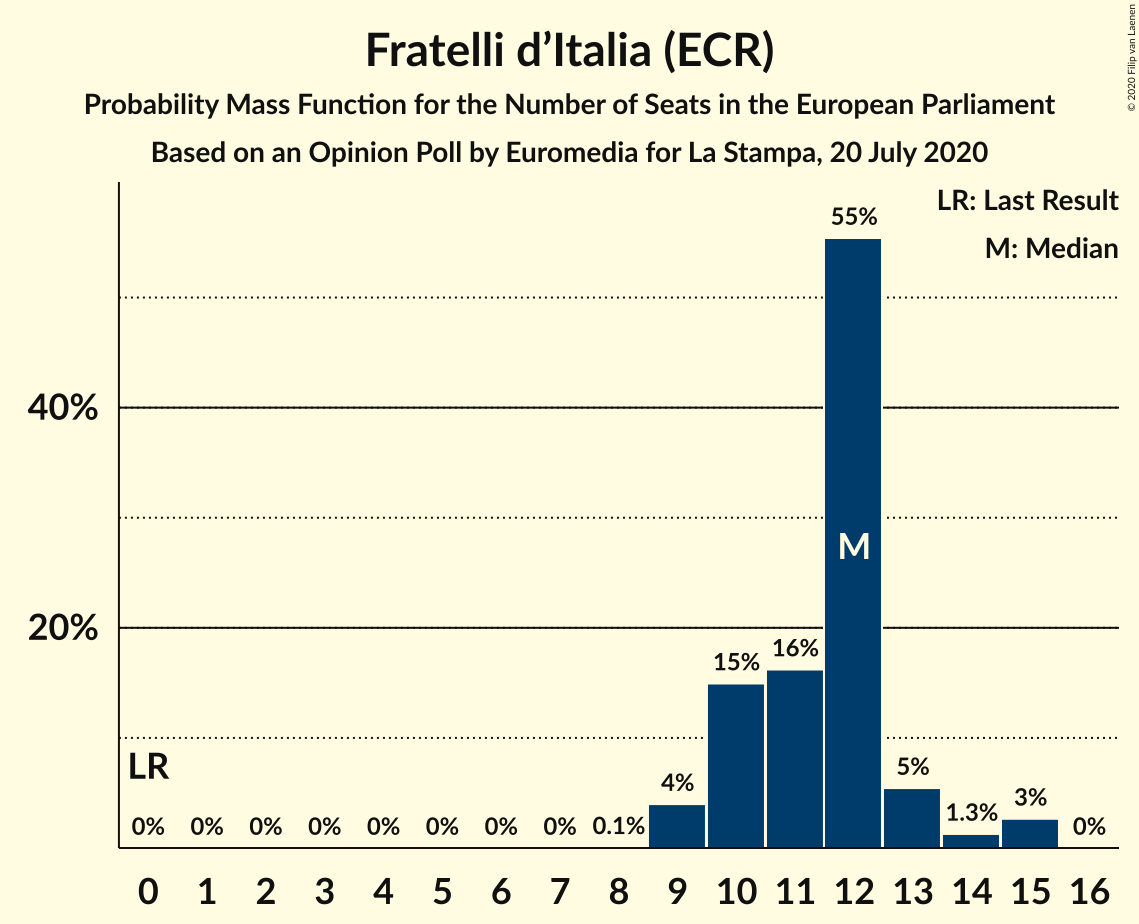 Fratelli d’Italia (ECR)
Probability Mass Function for the Number of Seats in the European Parliament
Based on an Opinion Poll by Euromedia for La Stampa, 20 July 2020
© 2020 Filip van Laenen
LR: Last Result
M: Median
55%
40%
M
20%
16%
15%
LR
5%
4%
3%
1.3%
0% 0% 0% 0% 0% 0% 0% 0% 0.1% 0%
0 1 2 3 4 5 6 7 8 9 10 11 12 13 14 15 16